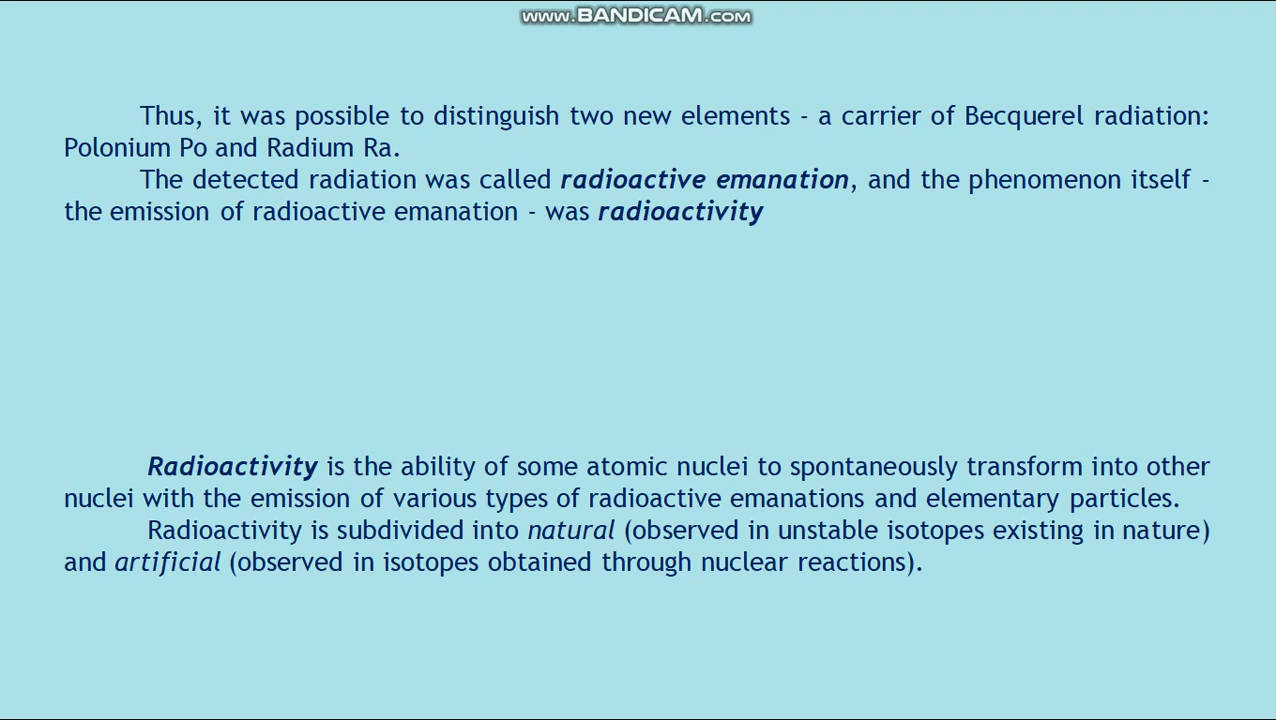 www.BANDICAM.com
Thus, it was possible to distinguish two new elements - a carrier of Becquerel radiation:
Polonium Po and Radium Ra.
The detected radiation was called radioactive emanation, and the phenomenon itself -
the emission of radioactive emanation - was radioactivity
Radioactivity is the ability of some atomic nuclei to spontaneously transform into other
nuclei with the emission of various types of radioactive emanations and elementary particles.
Radioactivity is subdivided into natural (observed in unstable isotopes existing in nature)
and artificial (observed in isotopes obtained through nuclear reactions).